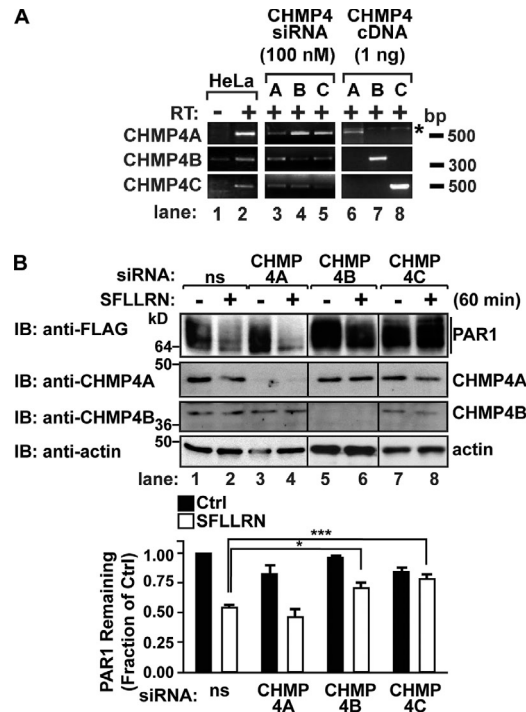 A
CHMP4 siRNA (100 nM)
CHMP4 cDNA (1 ng)
HeLa
A B C A B C
RT: - + + + + + + + bp
CHMP4A * 500
CHMP4B 300
CHMP4C 500
lane: 1 2 3 4 5 6 7 8
B
siRNA: ns CHMP 4A CHMP 4B CHMP 4C
SFLLRN: - + - + - + - + (60 min)
kD
IB: anti-FLAG 64 PAR1
50
IB: anti-CHMP4A CHMP4A
IB: anti-CHMP4B 36 CHMP4B
50
IB: anti-actin actin
lane: 1 2 3 4 5 6 7 8
Ctrl
SFLLRN
***
*
1.00
0.75
0.50
0.25
0.00
PAR1 Remaining
(Fraction of Ctrl)
siRNA: ns CHMP 4A CHMP 4B CHMP 4C